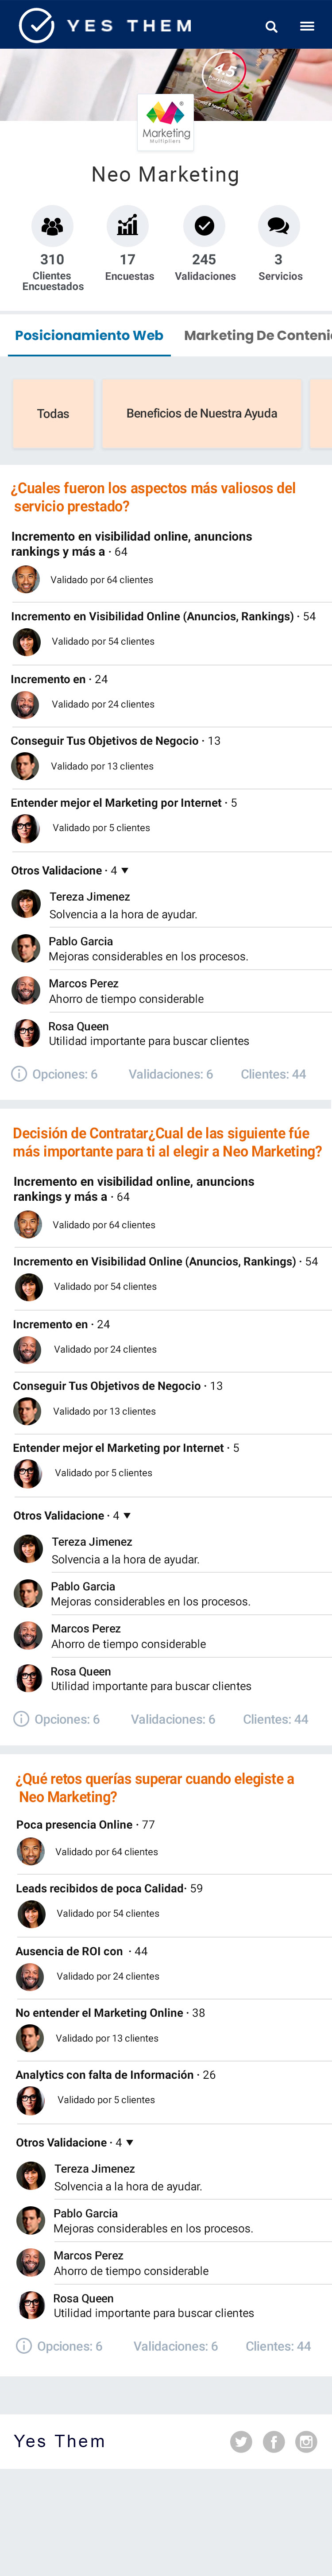 YES THEM
4.5
Marketing
Multipliers
Neo Marketing
310
Clientes
Encuestados
17
Encuestas
245
Validaciones
3
Servicios
Posicionamiento Web
Marketing De Conteni
Todas
Beneficios de Nuestra Ayuda
¿Cuales fueron los aspectos más valiosos del
servicio prestado?
Incremento en visibilidad online, anuncions
rankings y más a · 64
Validado por 64 clientes
Incremento en Visibilidad Online (Anuncios, Rankings) · 54
Validado por 54 clientes
Incremento en · 24
Validado por 24 clientes
Conseguir Tus Objetivos de Negocio · 13
Validado por 13 clientes
Entender mejor el Marketing por Internet · 5
Validado por 5 clientes
Otros Validacione · 4 ▼
Tereza Jimenez
Solvencia a la hora de ayudar.
Pablo Garcia
Mejoras considerables en los procesos.
Marcos Perez
Ahorro de tiempo considerable
Rosa Queen
Utilidad importante para buscar clientes
Opciones: 6 Validaciones: 6 Clientes: 44
Decisión de Contratar¿Cual de las siguiente fúe
más importante para ti al elegir a Neo Marketing?
Incremento en visibilidad online, anuncions
rankings y más a · 64
Validado por 64 clientes
Incremento en Visibilidad Online (Anuncios, Rankings) · 54
Validado por 54 clientes
Incremento en · 24
Validado por 24 clientes
Conseguir Tus Objetivos de Negocio · 13
Validado por 13 clientes
Entender mejor el Marketing por Internet · 5
Validado por 5 clientes
Otros Validacione · 4 ▼
Tereza Jimenez
Solvencia a la hora de ayudar.
Pablo Garcia
Mejoras considerables en los procesos.
Marcos Perez
Ahorro de tiempo considerable
Rosa Queen
Utilidad importante para buscar clientes
Opciones: 6 Validaciones: 6 Clientes: 44
¿Qué retos querías superar cuando elegiste a
Neo Marketing?
Poca presencia Online · 77
Validado por 64 clientes
Leads recibidos de poca Calidad· 59
Validado por 54 clientes
Ausencia de ROI con · 44
Validado por 24 clientes
No entender el Marketing Online · 38
Validado por 13 clientes
Analytics con falta de Información · 26
Validado por 5 clientes
Otros Validacione · 4 ▼
Tereza Jimenez
Solvencia a la hora de ayudar.
Pablo Garcia
Mejoras considerables en los procesos.
Marcos Perez
Ahorro de tiempo considerable
Rosa Queen
Utilidad importante para buscar clientes
Opciones: 6 Validaciones: 6 Clientes: 44
Yes Them